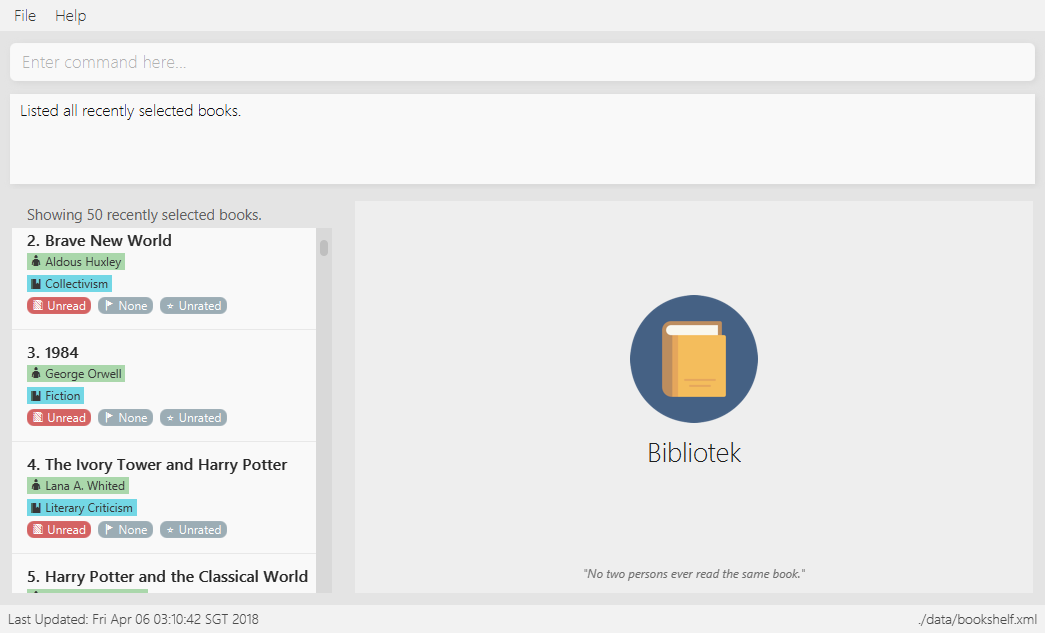 File Help
Enter command here...
Listed all recently selected books.
Showing 50 recently selected books.
2. Brave New World
Aldous Huxley
Collectivism
Unread None Unrated
3. 1984
George Orwell
Fiction
Unread None Unrated
4. The Ivory Tower and Harry Potter
Lana A. Whited
Literary Criticism
Unread None Unrated
5. Harry Potter and the Classical World
Bibliotek
"No two persons ever read the same book."
Last Updated: Fri Apr 06 03:10:42 SGT 2018
./data/bookshelf.xml